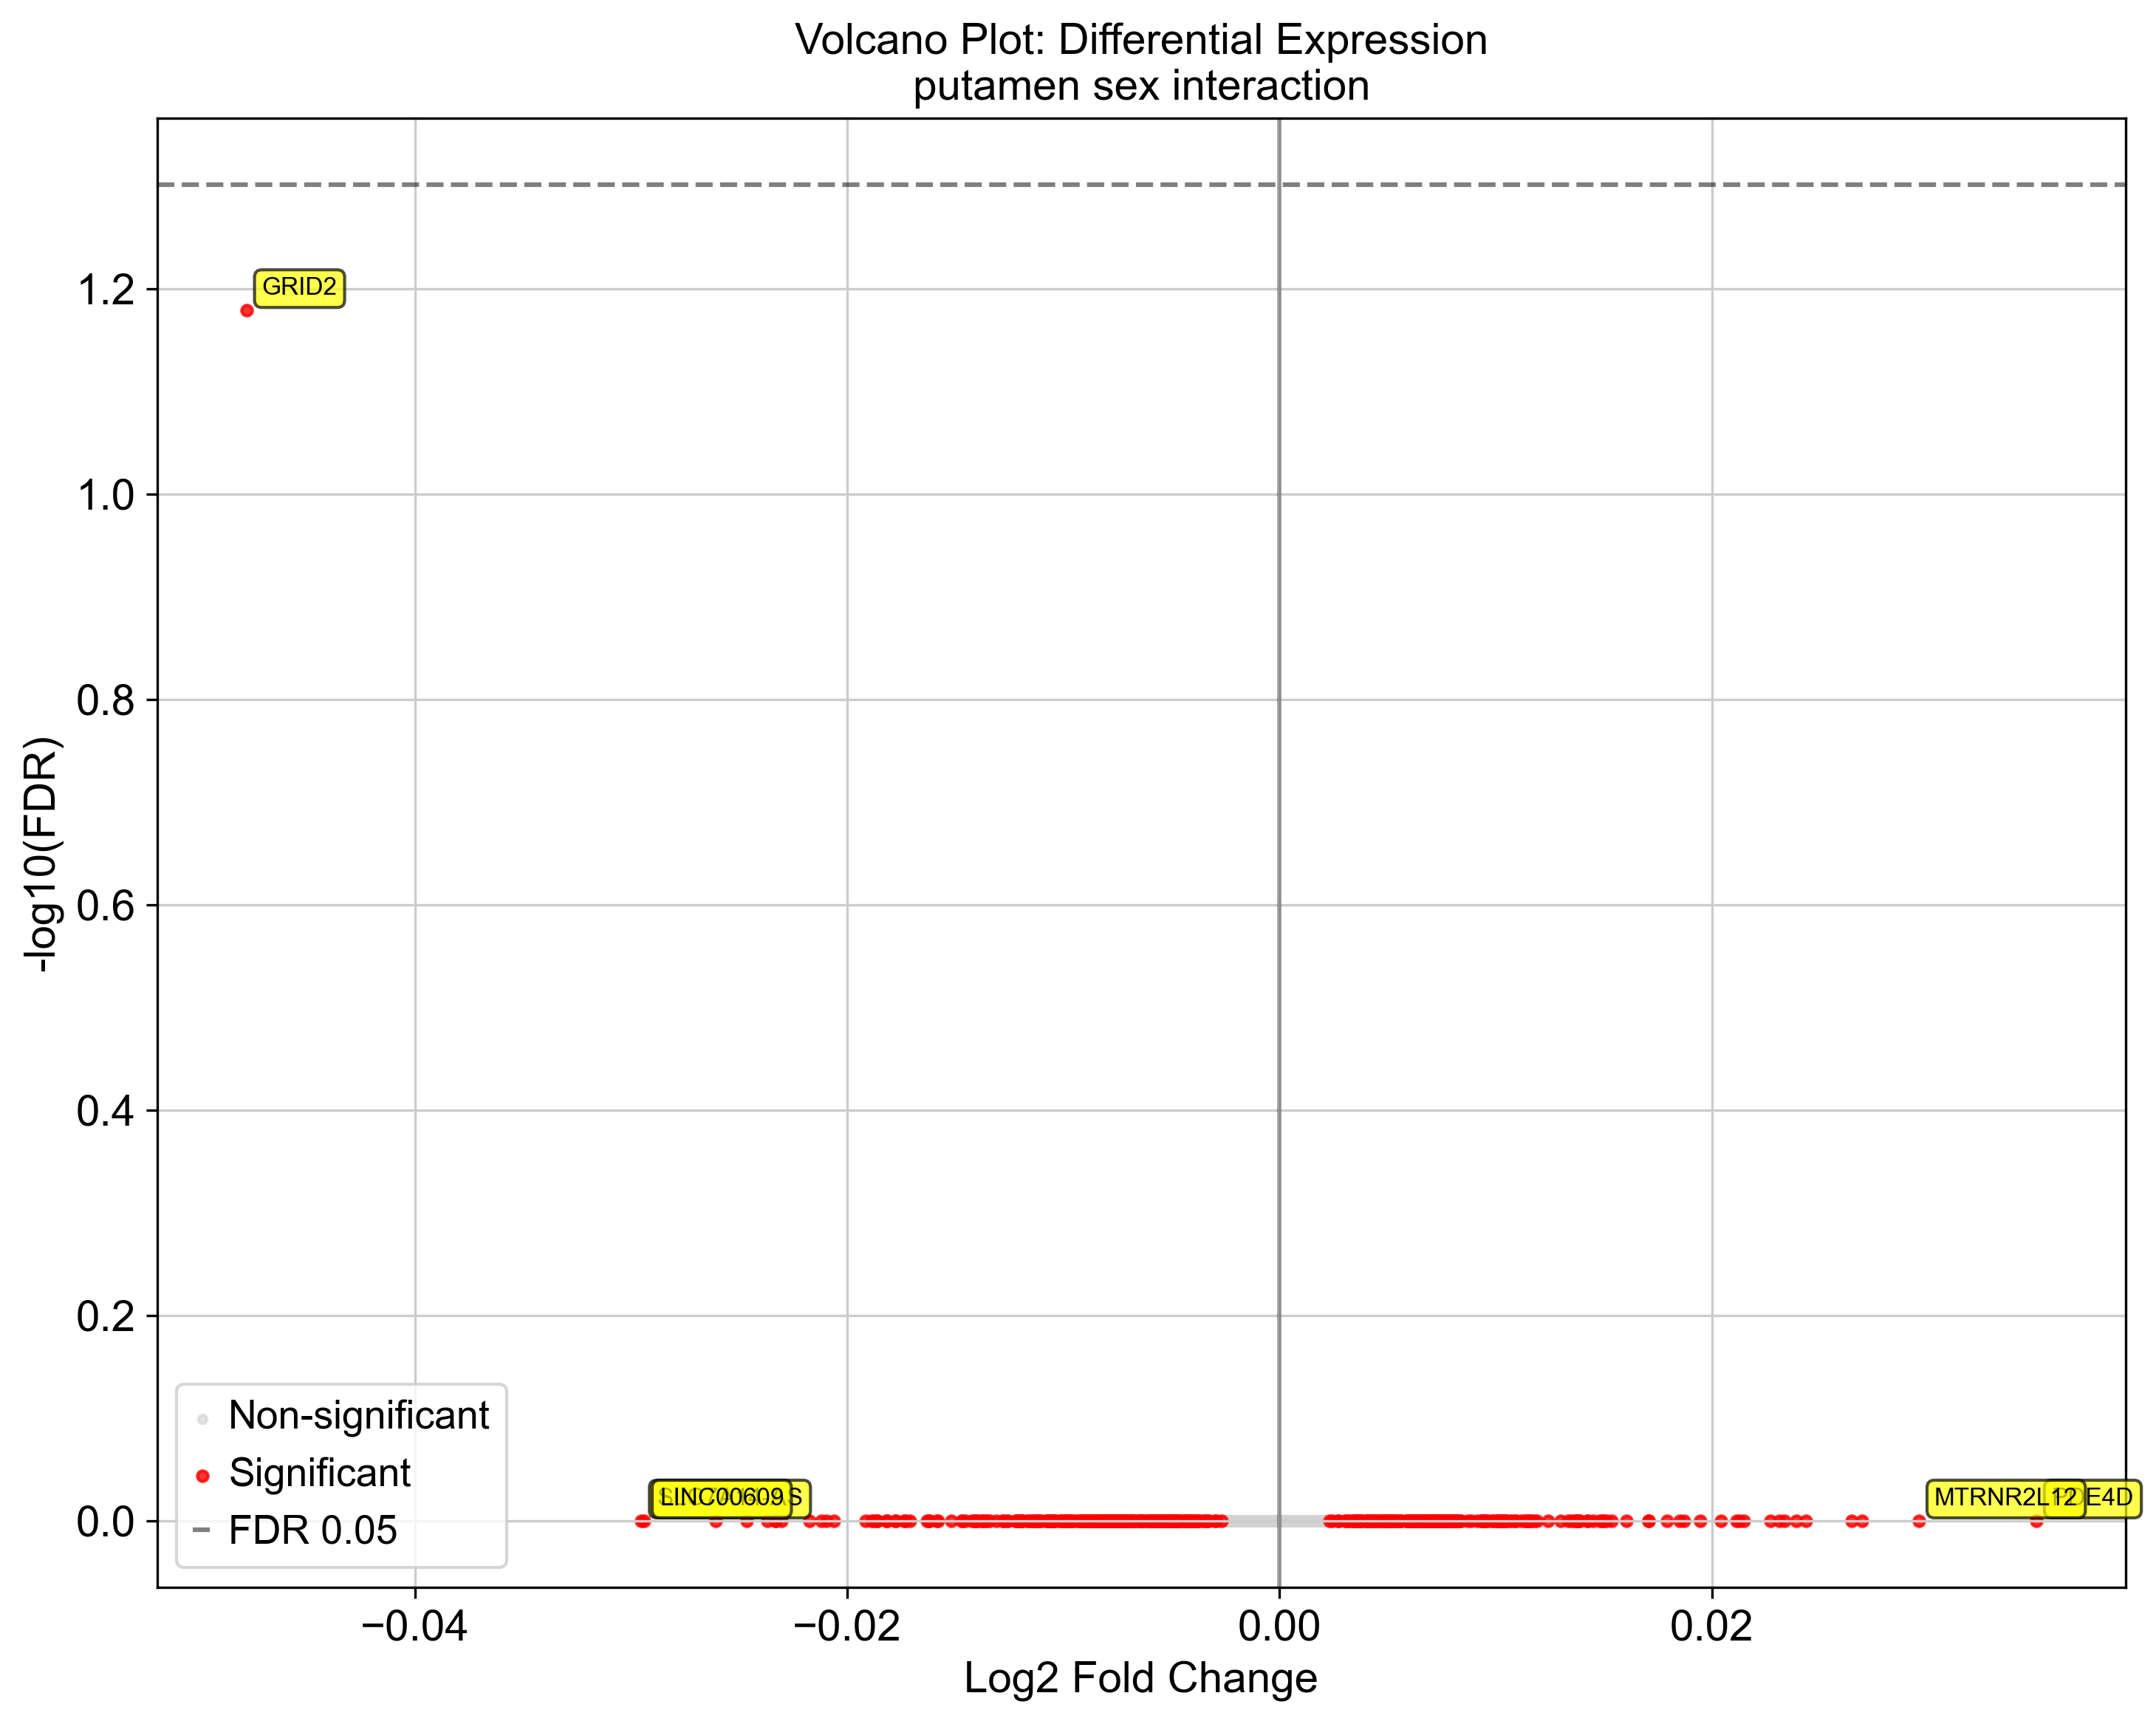 Volcano Plot: Differential Expression
putamen sex interaction
-log10(FDR)
1.2
1.0
0.8
0.6
0.4
0.2
0.0
GRID2
LINC00609
MTRNR2L12
Non-significant
Significant
FDR 0.05
−0.04
−0.02
0.00
0.02
Log2 Fold Change